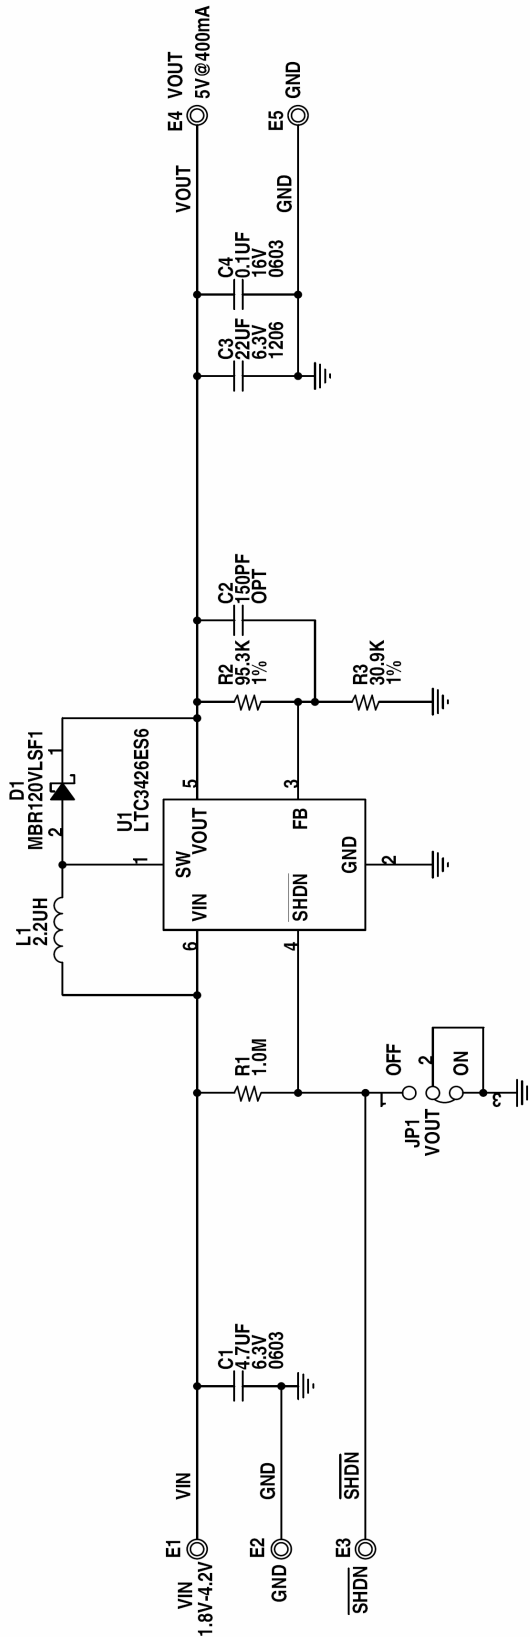 E4
VOUT
5V@400mA
E5
GND
VOUT
GND
C4
0.1UF
16V
0603
C3
22UF
6.3V
1206
C2
150PF
OPT
R2
95.3K
1%
R3
30.9K
1%
D1
MBR120VLSF1
1
2
U1
LTC3426ES6
5
3
1
2
6
4
SW
VOUT
FB
GND
VIN
SHDN
L1
2.2UH
R1
1.0M
OFF
ON
1
2
3
JP1
VOUT
C1
4.7UF
6.3V
0603
VIN
GND
SHDN
E1
VIN
1.8V-4.2V
E2
GND
E3
SHDN